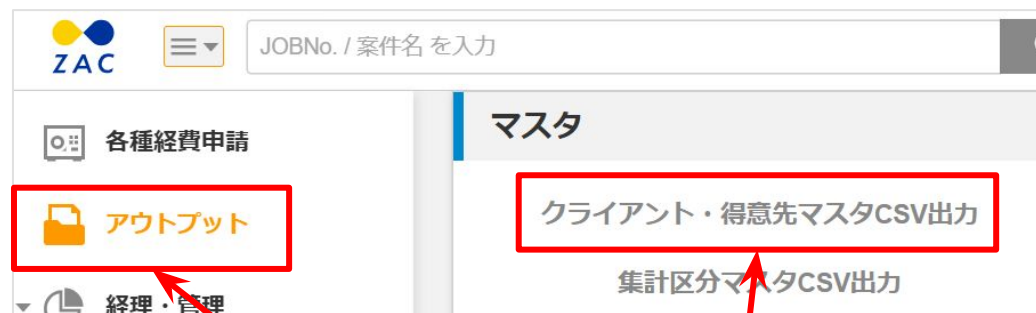 ZAC
JOBNo. / 案件名 を入力
各種経費申請
アウトプット
経理・管理
マスタ
クライアント・得意先マスタCSV出力
集計区分マスタCSV出力